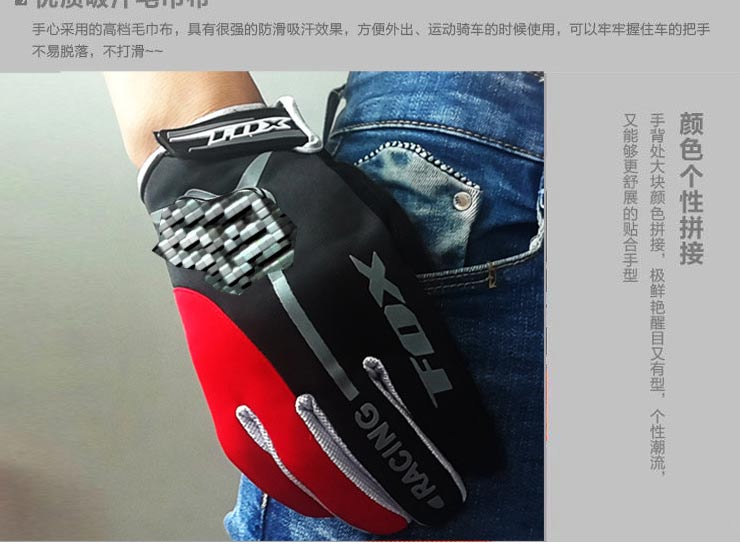 优质吸汗毛巾布
手心采用的高档毛巾布，具有很强的防滑吸汗效果，方便外出、运动骑车的时候使用，可以牢牢握住车的把手
不易脱落，不打滑~~
颜色个性拼接
手背处大块颜色拼接，极鲜艳醒目又有型，个性潮流，
又能够更舒展的贴合手型
FOX
FOX
RACING